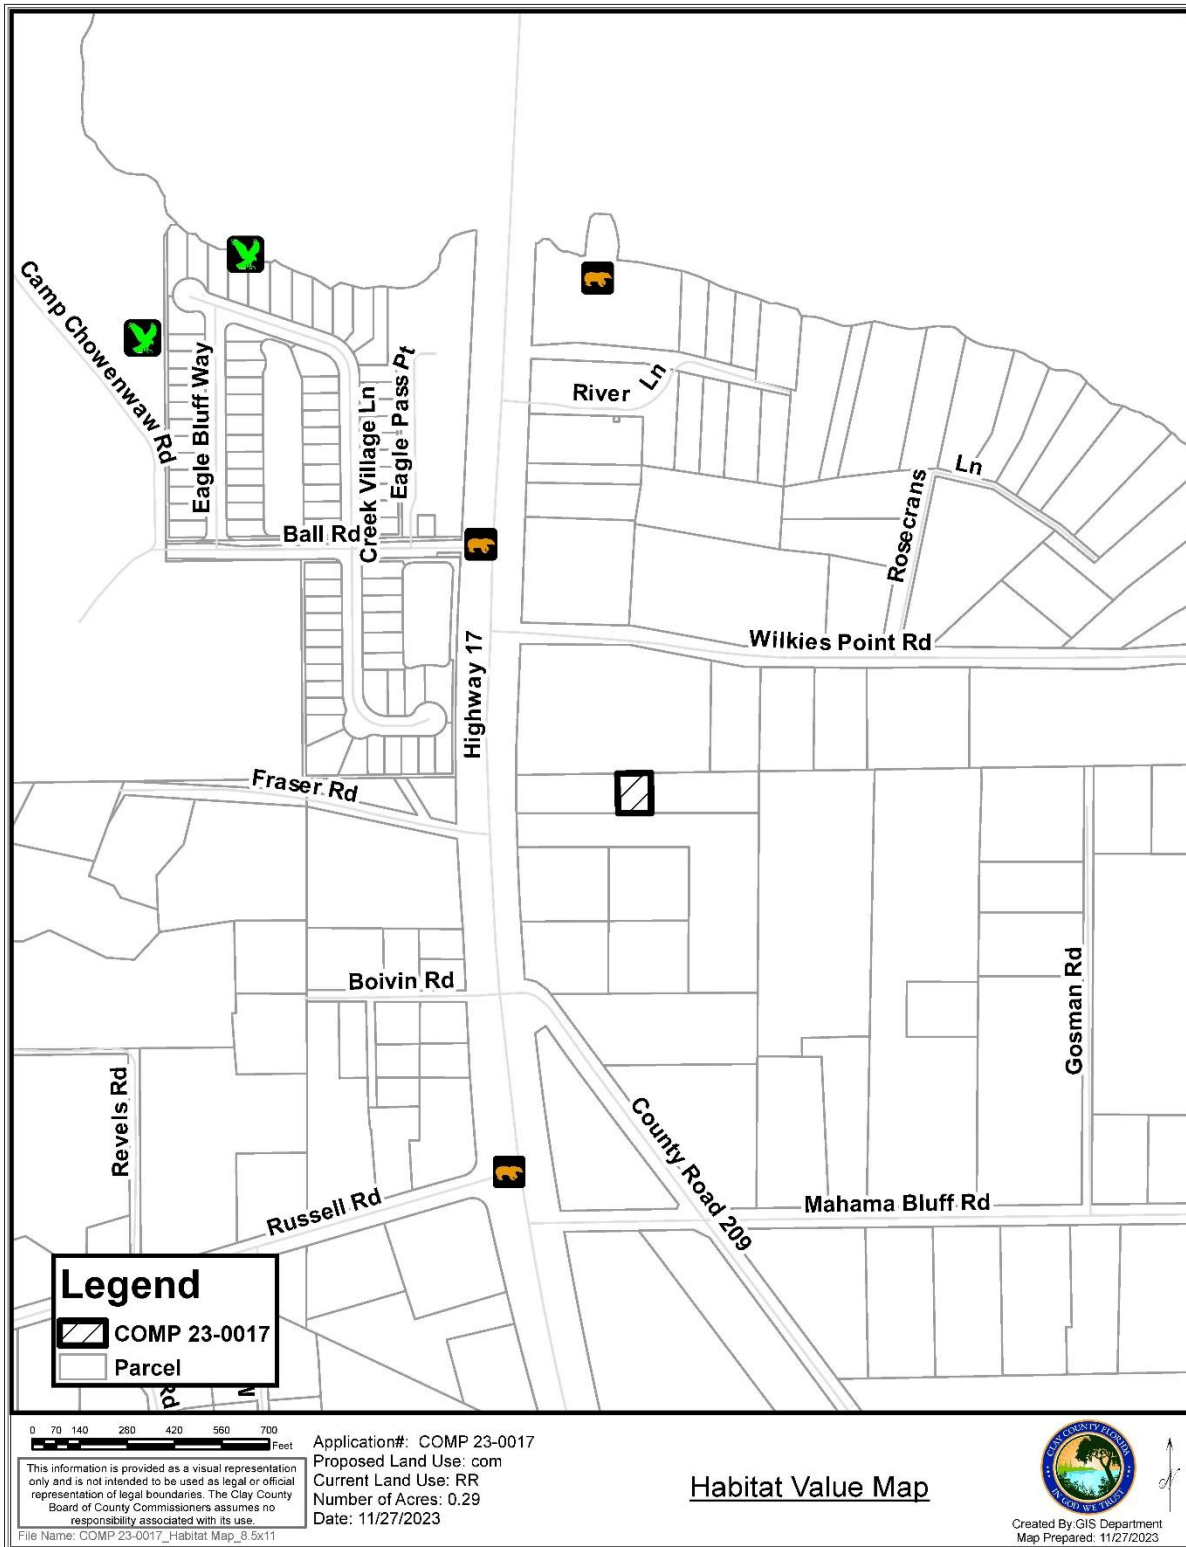 Camp Chowenwaw Rd
Eagle Bluff Way
Creek Village Ln
Eagle Pass Pt
River Ln
Rosecrans Ln
Ball Rd
Highway 17
Wilkies Point Rd
Fraser Rd
Boivin Rd
Gosman Rd
Revels Rd
County Road 209
Russell Rd
Mahama Bluff Rd
Legend
COMP 23-0017
Parcel
Rd
0 70 140 280 420 560 700
Feet
This information is provided as a visual representation
only and is not intended to be used as legal or official
representation of legal boundaries. The Clay County
Board of County Commissioners assumes no
responsibility associated with its use.
File Name: COMP 23-0017_Habitat Map_8.5x11
Application#: COMP 23-0017
Proposed Land Use: com
Current Land Use: RR
Number of Acres: 0.29
Date: 11/27/2023
Habitat Value Map
CLAY COUNTY FLORIDA
IN GOD WE TRUST
Created By:GIS Department
Map Prepared: 11/27/2023